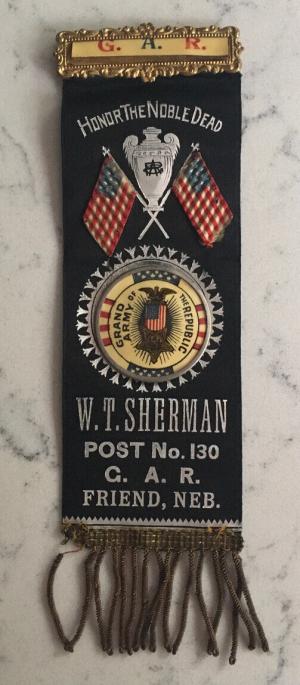 G. A. R.
HONOR THE NOBLE DEAD
GRAND ARMY OF THE REPUBLIC
W. T. SHERMAN
POST NO. 130
G. A. R.
FRIEND, NEB.